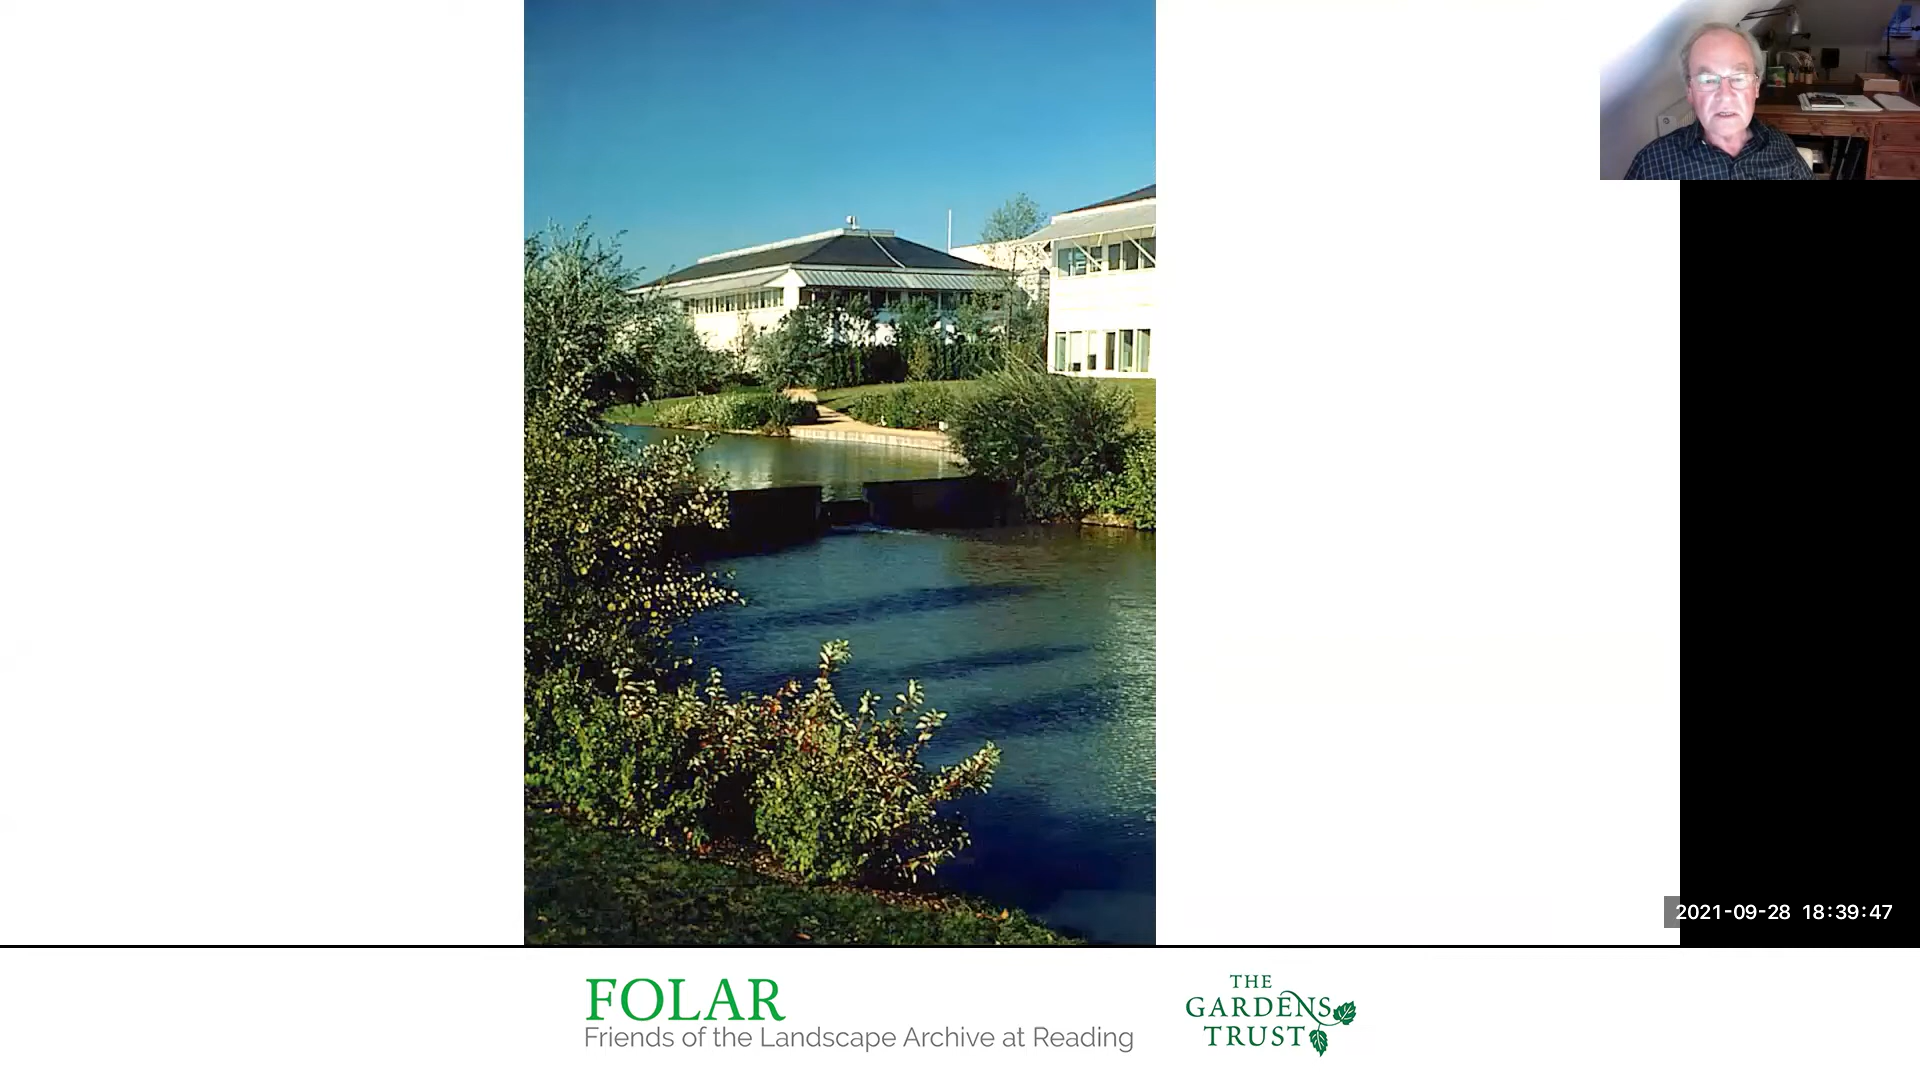 2021-09-28 18:39:47
FOLAR
Friends of the Landscape Archive at Reading
THE
GARDENS
TRUST